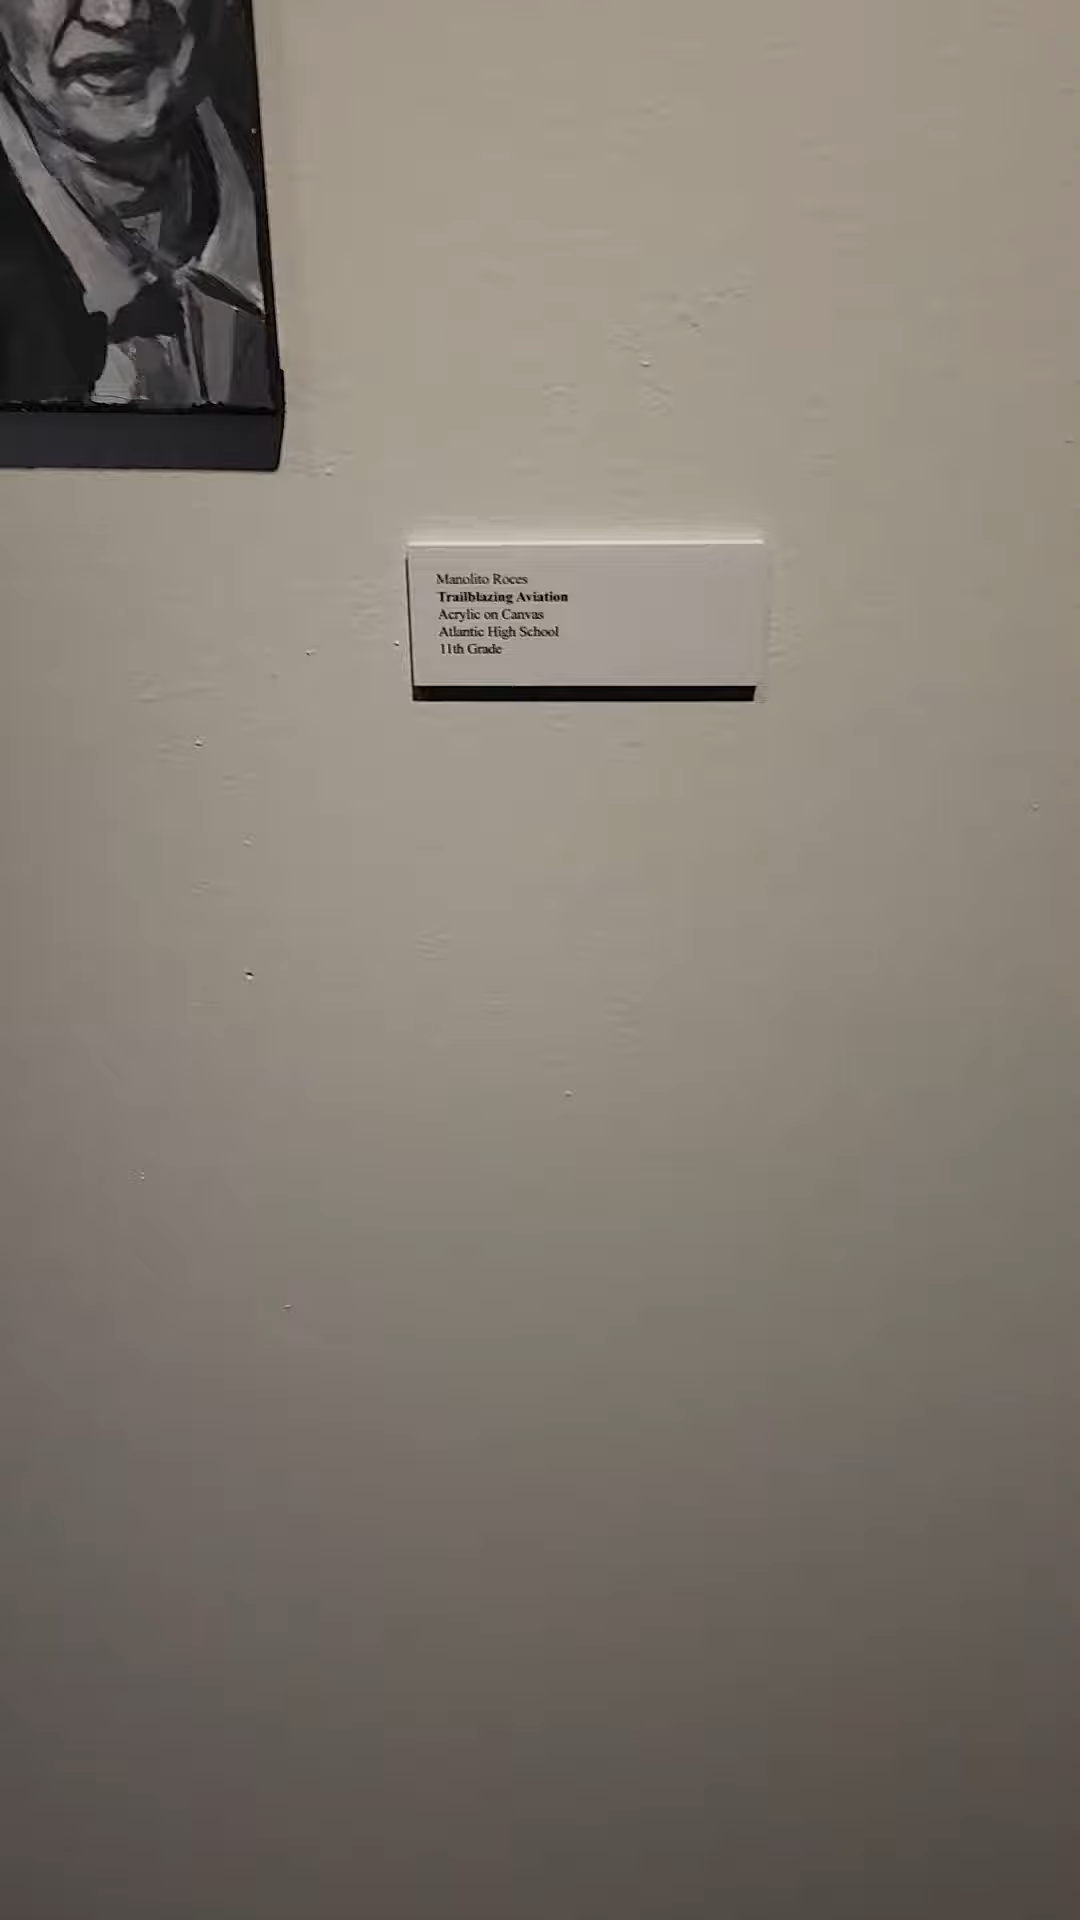 Manolito Roces
Trailblazing Aviation
Acrylic on Canvas
Atlantic High School
11th Grade